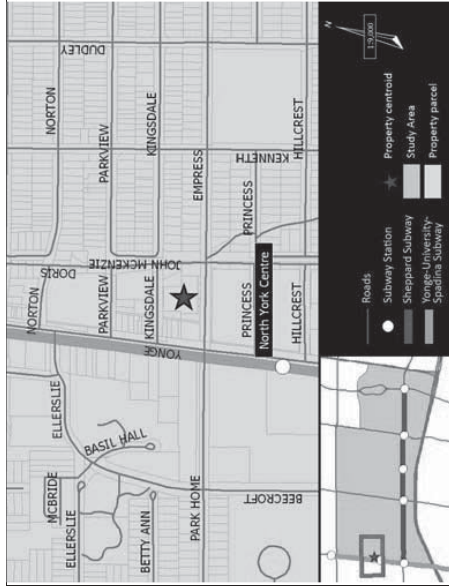 DUDLEY
NORTON
PARKVIEW
KINGSDALE
EMPRESS
KENNETH
HILLCREST
PRINCESS
DORIS
JOHN MCKENZIE
NORTON
PARKVIEW
KINGSDALE
PRINCESS
HILLCREST
North York Centre
YONGE
ELLERSLIE
BASIL HALL
MCBRIDE
ELLERSLIE
BETTY ANN
PARK HOME
BEECROFT
N
1:9,000
Roads
Subway Station
Sheppard Subway
Yonge-University-
Spadina Subway
Property centroid
Study Area
Property parcel